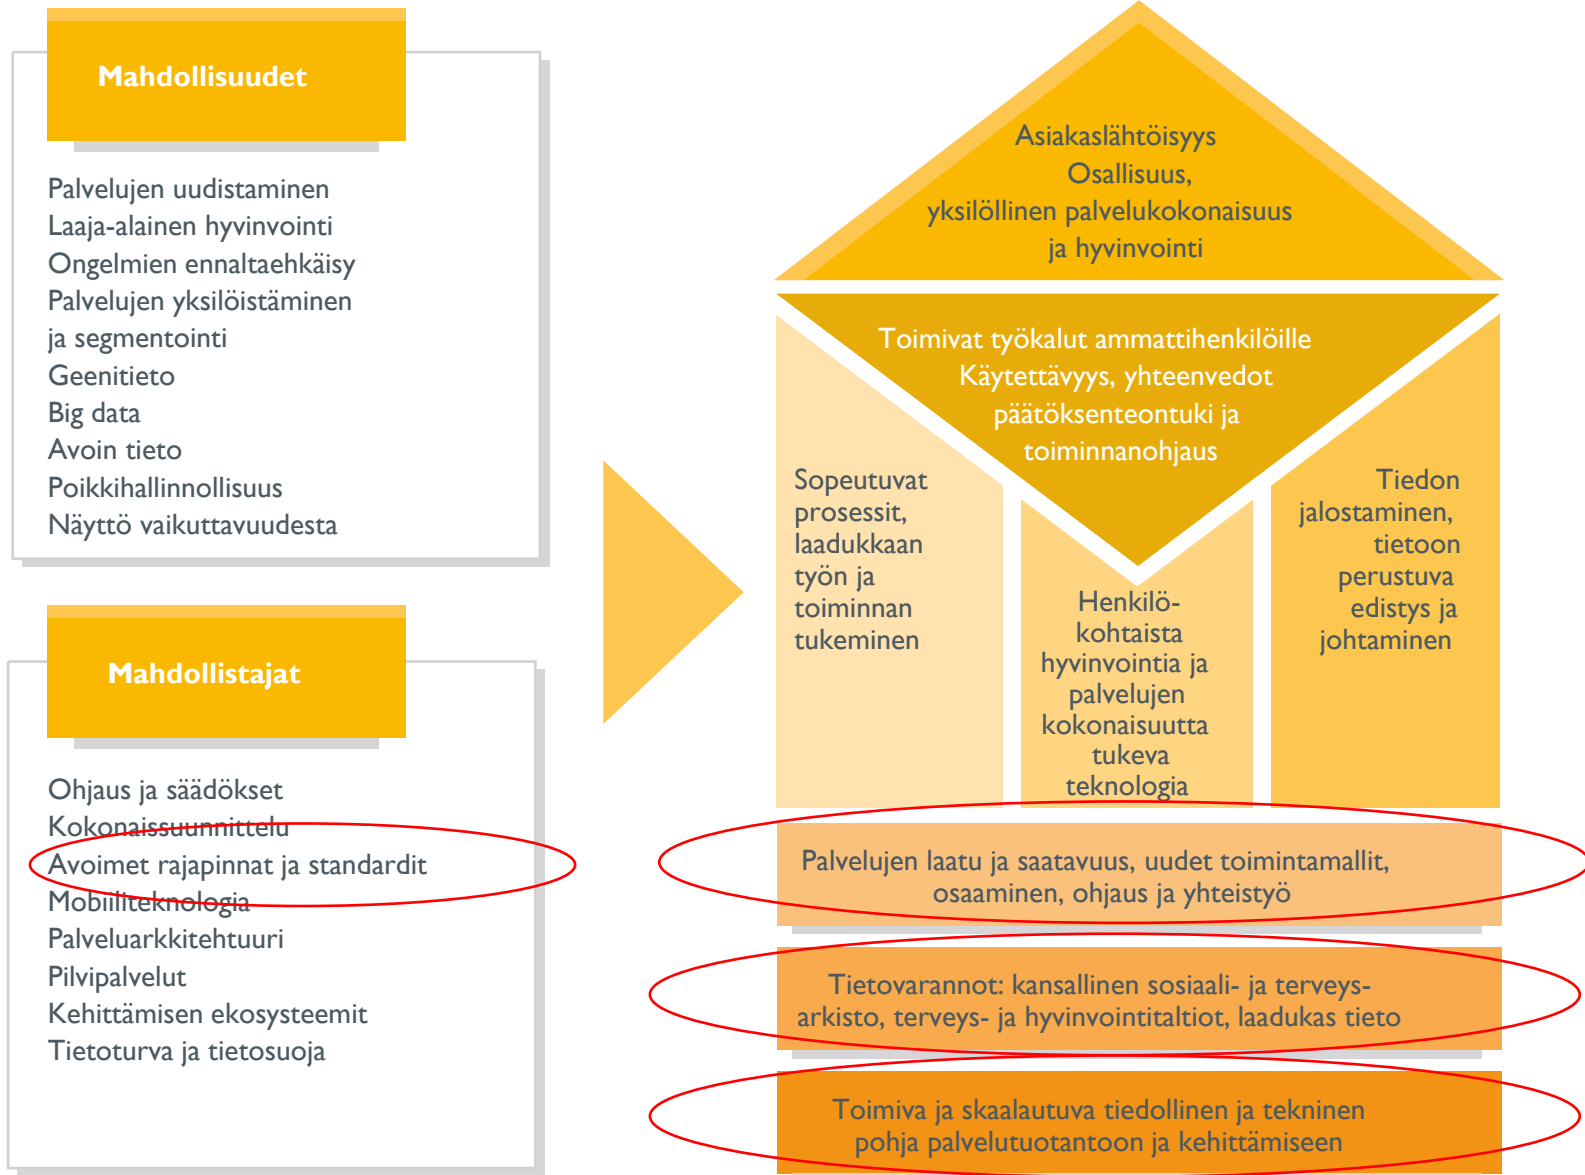 Mahdollisuudet
Palvelujen uudistaminen
Laaja-alainen hyvinvointi
Ongelmien ennaltaehkäisy
Palvelujen yksilöistäminen
ja segmentointi
Geenitieto
Big data
Avoin tieto
Poikkihallinnollisuus
Näyttö vaikuttavuudesta
Mahdollistajat
Ohjaus ja säädökset
Kokonaissuunnittelu
Avoimet rajapinnat ja standardit
Mobiiliteknologia
Palveluarkkitehtuuri
Pilvipalvelut
Kehittämisen ekosysteemit
Tietoturva ja tietosuoja
Asiakaslähtöisyys
Osallisuus,
yksilöllinen palvelukokonaisuus
ja hyvinvointi
Toimivat työkalut ammattihenkilöille
Käytettävyys, yhteenvedot
päätöksenteontuki ja
toiminnanohjaus
Sopeutuvat
prosessit,
laadukkaan
työn ja
toiminnan
tukeminen
Henkilö-
kohtaista
hyvinvointia ja
palvelujen
kokonaisuutta
tukeva
teknologia
Tiedon
jalostaminen,
tietoon
perustuva
edistys ja
johtaminen
Palvelujen laatu ja saatavuus, uudet toimintamallit,
osaaminen, ohjaus ja yhteistyö
Tietovarannot: kansallinen sosiaali- ja terveys-
arkisto, terveys- ja hyvinvointitaltiot, laadukas tieto
Toimiva ja skaalautuva tiedollinen ja tekninen
pohja palvelutuotantoon ja kehittämiseen